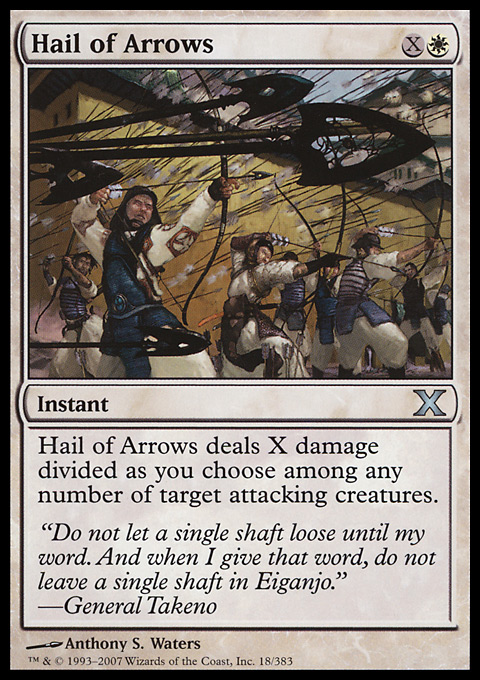 Hail of Arrows X
Instant X
Hail of Arrows deals X damage
divided as you choose among any
number of target attacking creatures.
“Do not let a single shaft loose until my
word. And when I give that word, do not
leave a single shaft in Eiganjo.”
—General Takeno
Anthony S. Waters
™ & © 1993–2007 Wizards of the Coast, Inc. 18/383